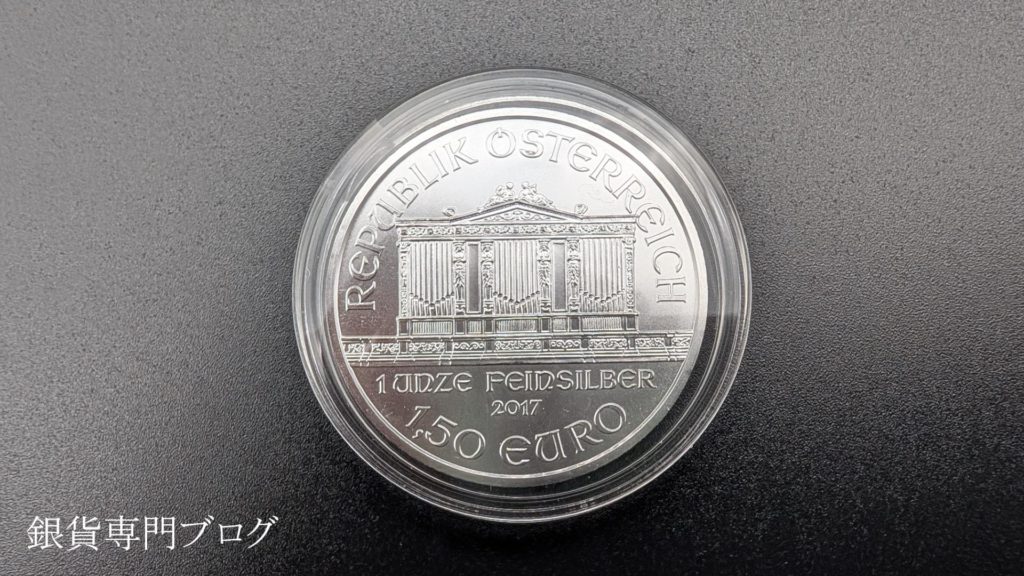 REPUBLIK ÖSTERREICH
1 UNZE FEINSILBER
2017
1,50 EURO
銀貨専門ブログ